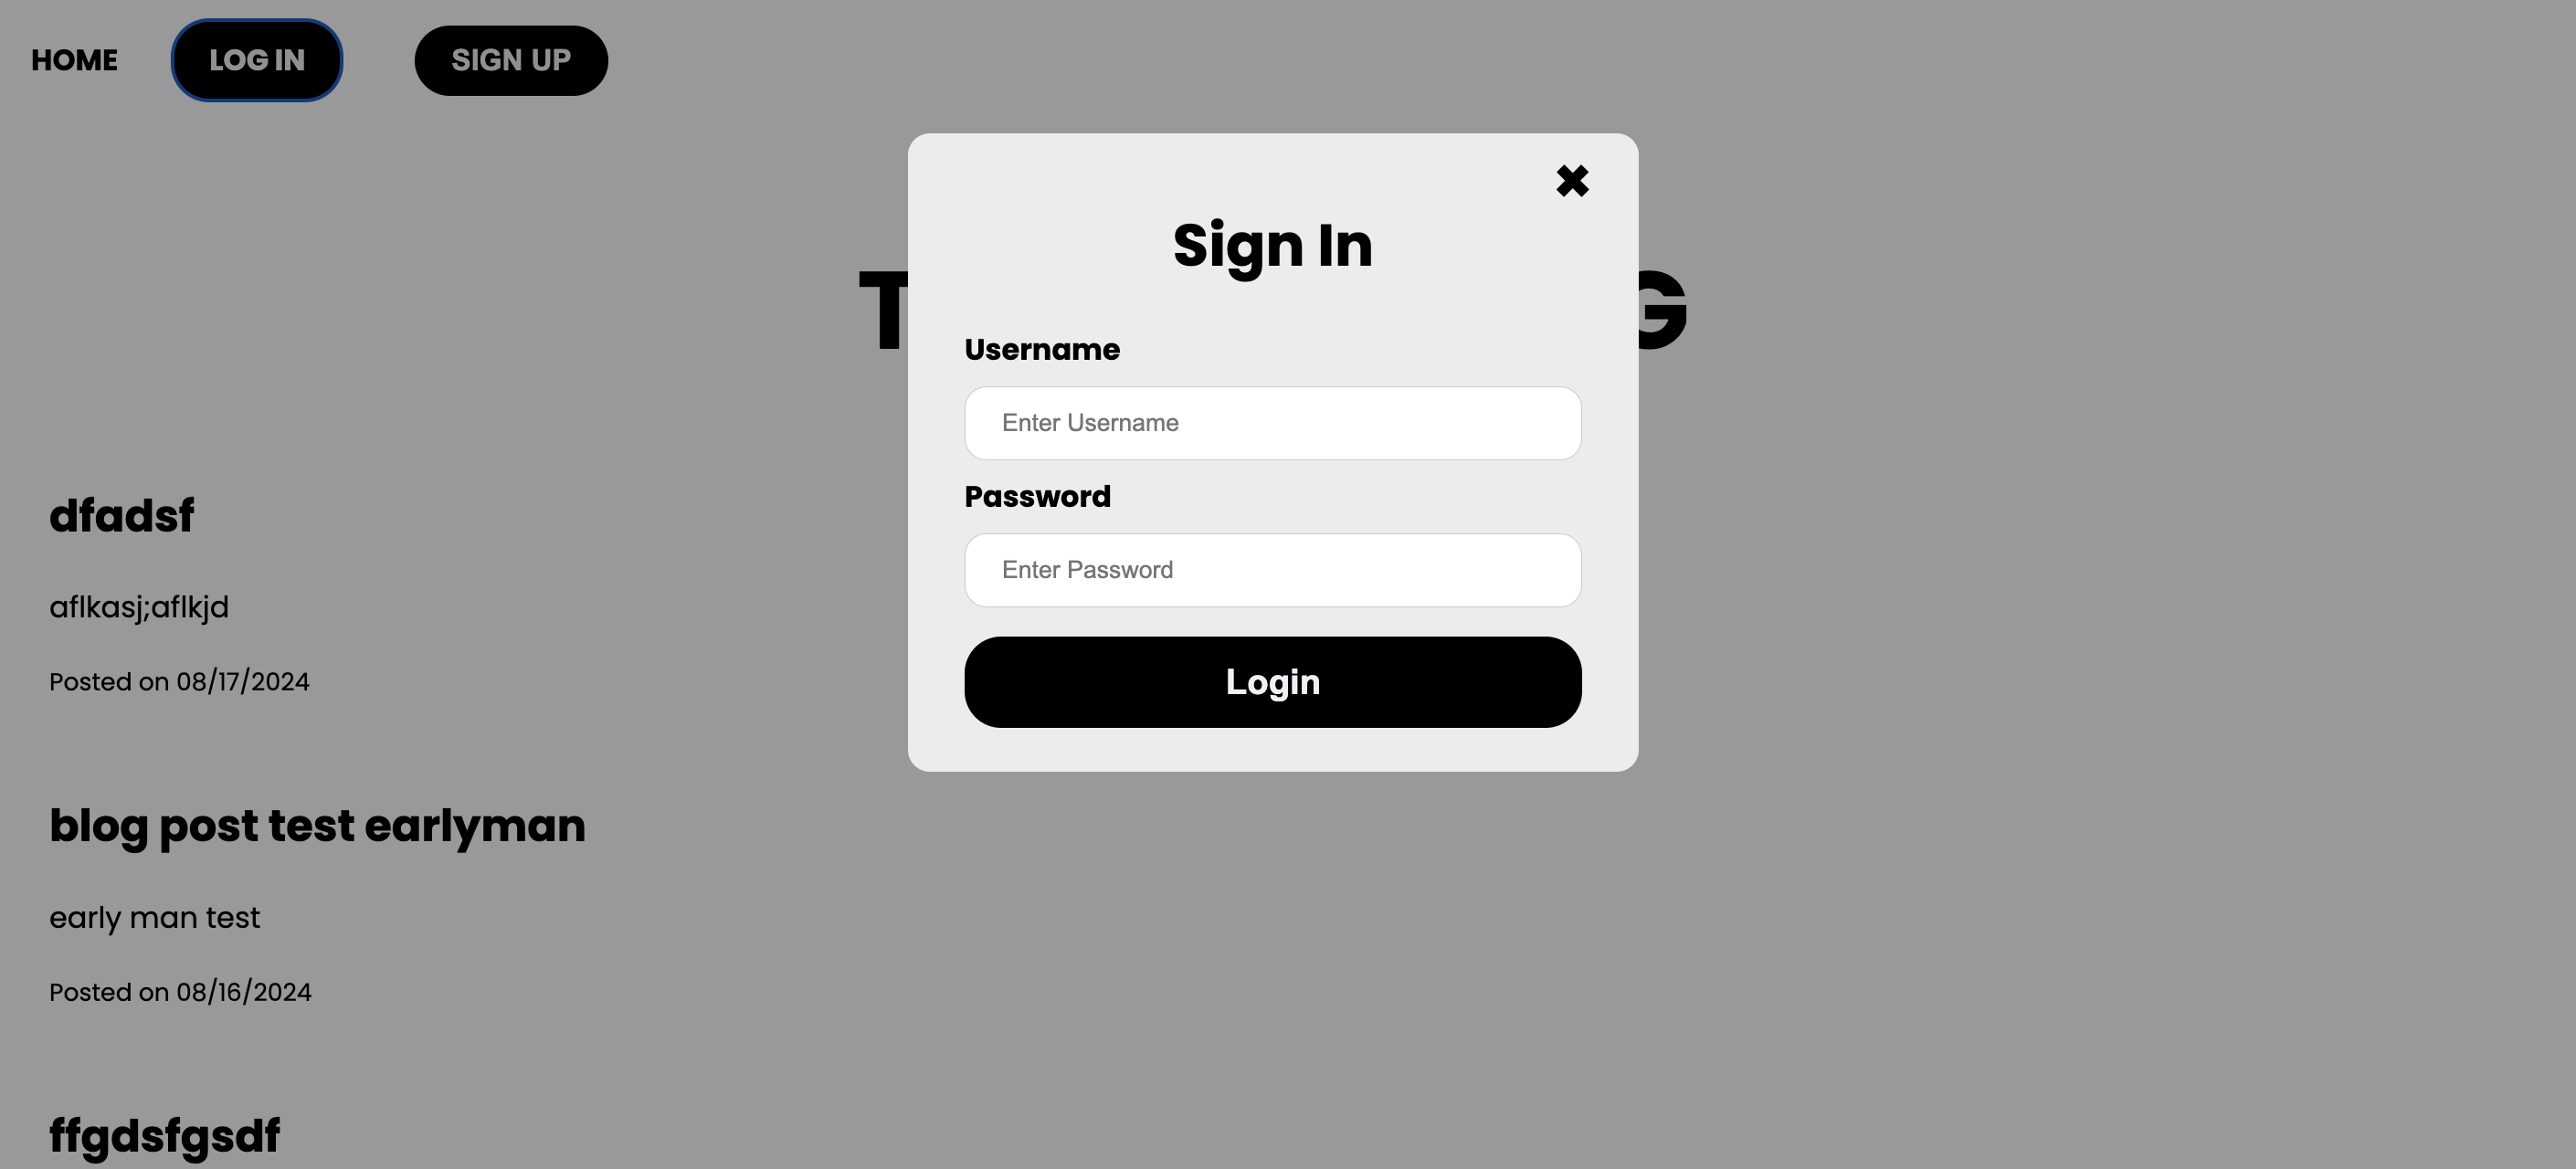 HOME LOG IN SIGN UP
✖
Sign In
Username
Enter Username
Password
Enter Password
Login
dfadsf
aflkasj;aflkjd
Posted on 08/17/2024
blog post test earlyman
early man test
Posted on 08/16/2024
ffgdsfgsdf